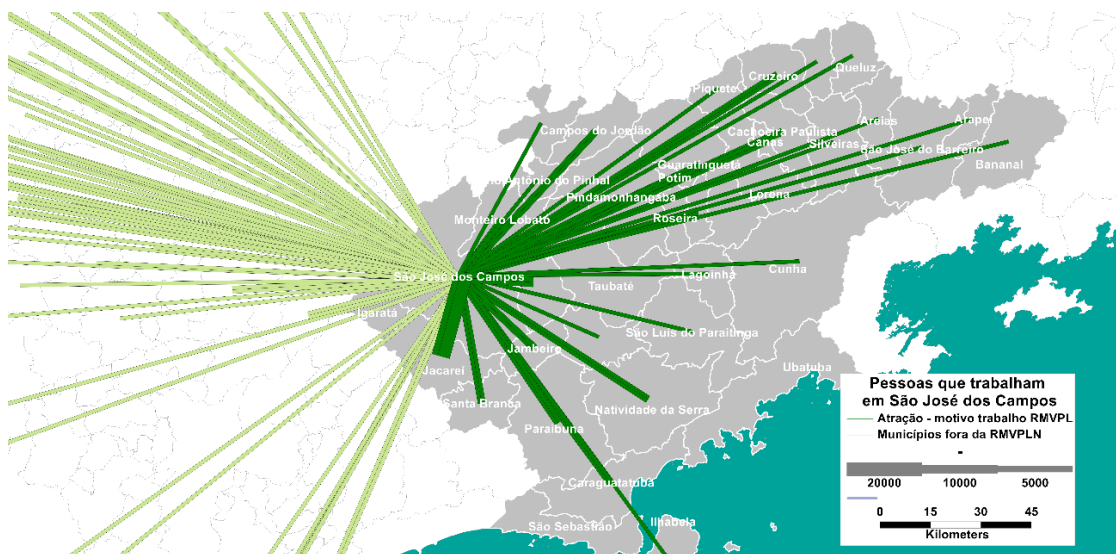 Queluz
Cruzeiro
Piquete
Campos do Jordão
Areias
Arapeí
Cachoeira Paulista
Canas
Silveiras
São José do Barreiro
Bananal
Guaratinguetá
Antônio do Pinhal
Potim
Pindamonhangaba
Lorena
Monteiro Lobato
Roseira
São José dos Campos
Lagoinha
Cunha
Taubaté
Igaratá
São Luís do Paraitinga
Jambeiro
Jacareí
Ubatuba
Santa Branca
Natividade da Serra
Paraibuna
Caraguatatuba
São Sebastião
Ilhabela
Pessoas que trabalham
em São José dos Campos
Atração - motivo trabalho RMVPL
Municípios fora da RMVPLN
-
20000 10000 5000
0 15 30 45
Kilometers